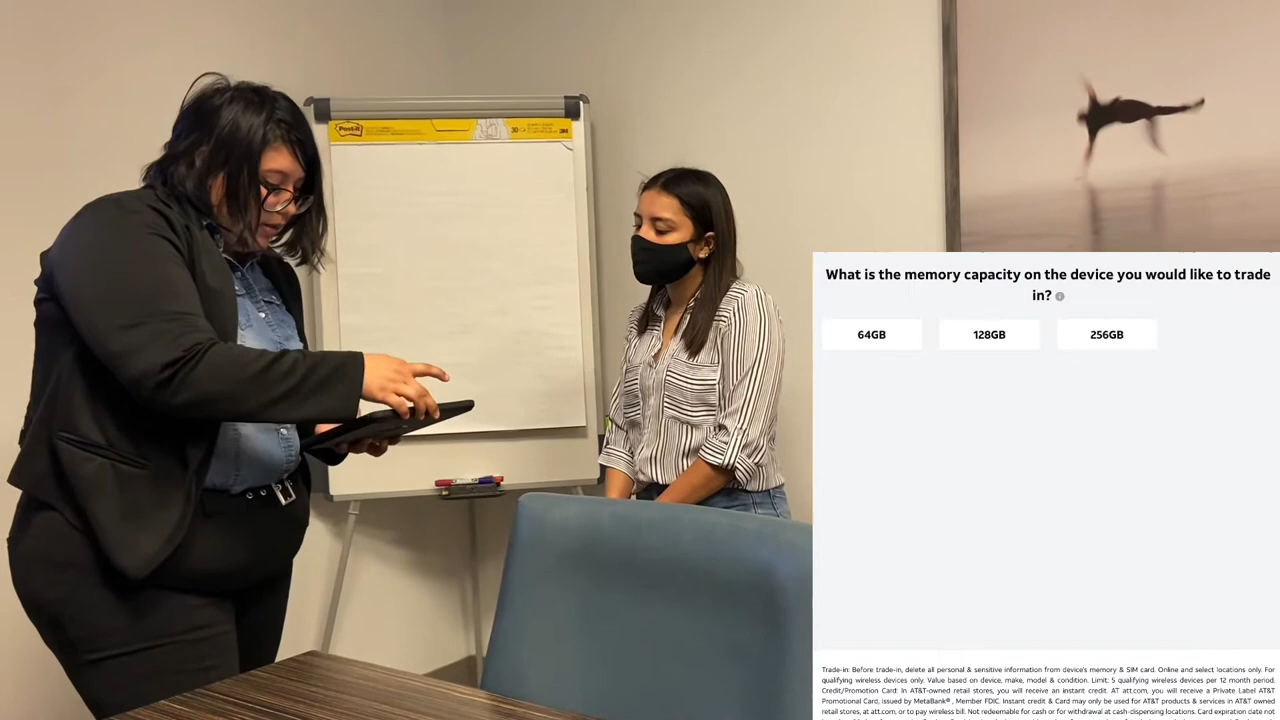 Post-it
3M
What is the memory capacity on the device you would like to trade
in?
64GB 128GB 256GB
Trade-in: Before trade-in, delete all personal & sensitive information from device's memory & SIM card. Online and select locations only. For
qualifying wireless devices only. Value based on device, make, model & condition. Limit: 5 qualifying wireless devices per 12 month period.
Credit/Promotion Card: In AT&T-owned retail stores, you will receive an instant credit. AT att.com, you will receive a Private Label AT&T
Promotional Card, issued by MetaBank®, Member FDIC. Instant credit & Card may only be used for AT&T products & services in AT&T owned
retail stores, at att.com, or to pay wireless bill. Not redeemable for cash or for withdrawal at cash-dispensing locations. Card expiration date not